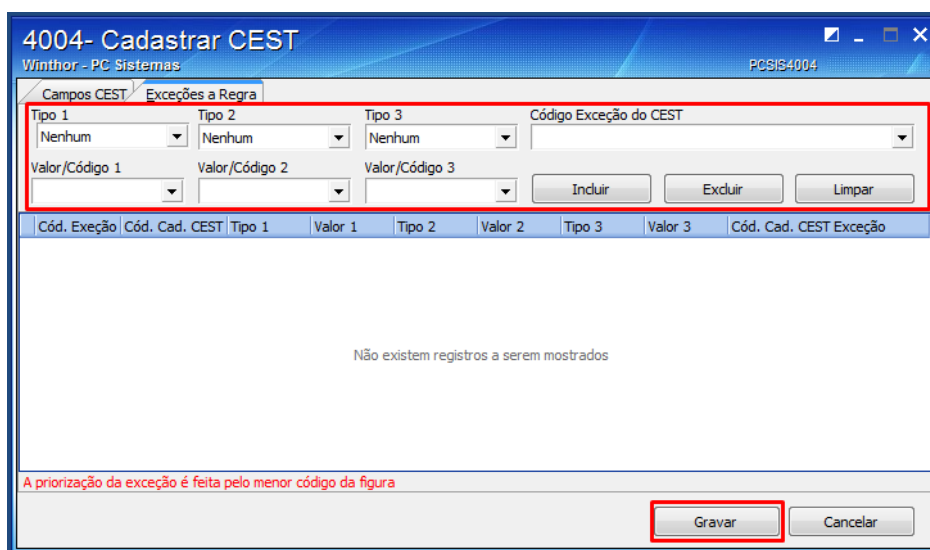 4004- Cadastrar CEST
Winthor - PC Sistemas
PCSIS4004
Campos CEST Exceções a Regra
Tipo 1 Tipo 2 Tipo 3 Código Exceção do CEST
Nenhum Nenhum Nenhum
Valor/Código 1 Valor/Código 2 Valor/Código 3
Incluir Excluir Limpar
Cód. Exeção Cód. Cad. CEST Tipo 1 Valor 1 Tipo 2 Valor 2 Tipo 3 Valor 3 Cód. Cad. CEST Exceção
Não existem registros a serem mostrados
A priorização da exceção é feita pelo menor código da figura
Gravar Cancelar